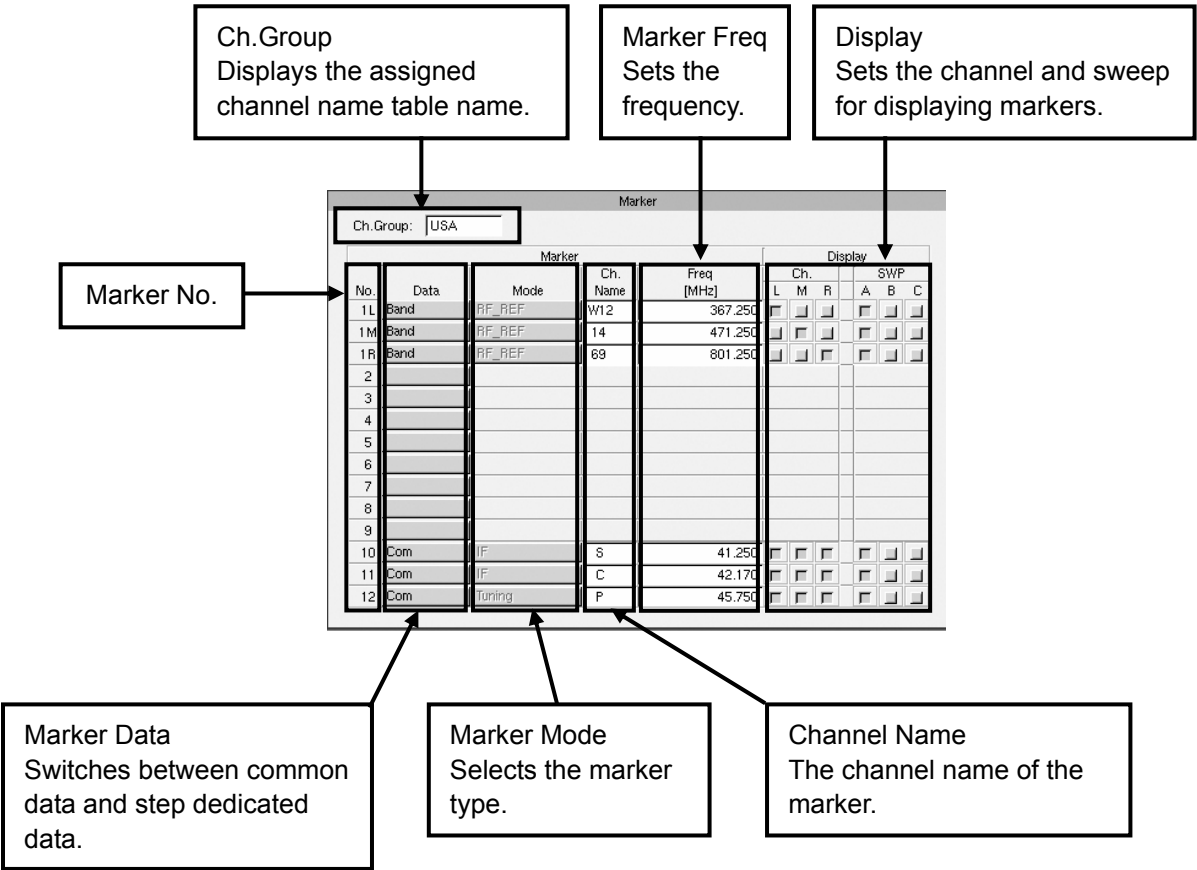 Ch.Group
Displays the assigned
channel name table name.
Marker Freq
Sets the
frequency.
Display
Sets the channel and sweep
for displaying markers.
Marker No.
Marker
Ch.Group: USA
Marker Display
No. Data Mode Ch. Name Freq [MHz] Ch. SWP
L M R A B C
1L Band RF_REF W12 367.250
1M Band RF_REF 14 471.250
1R Band RF_REF 69 801.250
2
3
4
5
6
7
8
9
10 Com IF S 41.250
11 Com IF C 42.170
12 Com Tuning P 45.750
Marker Data
Switches between common
data and step dedicated
data.
Marker Mode
Selects the marker
type.
Channel Name
The channel name of the
marker.